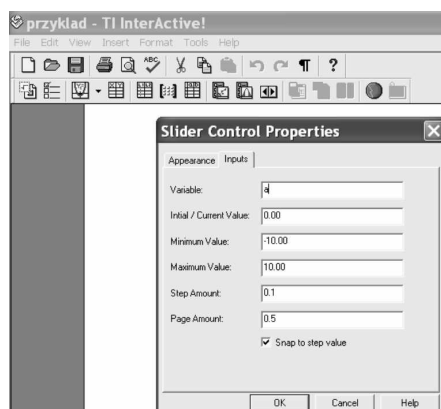 przyklad - TI InterActive!
File Edit View Insert Format Tools Help
ABC
?
Slider Control Properties
Appearance Inputs
Variable: a
Intial / Current Value: 0.00
Minimum Value: -10.00
Maximum Value: 10.00
Step Amount: 0.1
Page Amount: 0.5
Snap to step value
OK Cancel Help